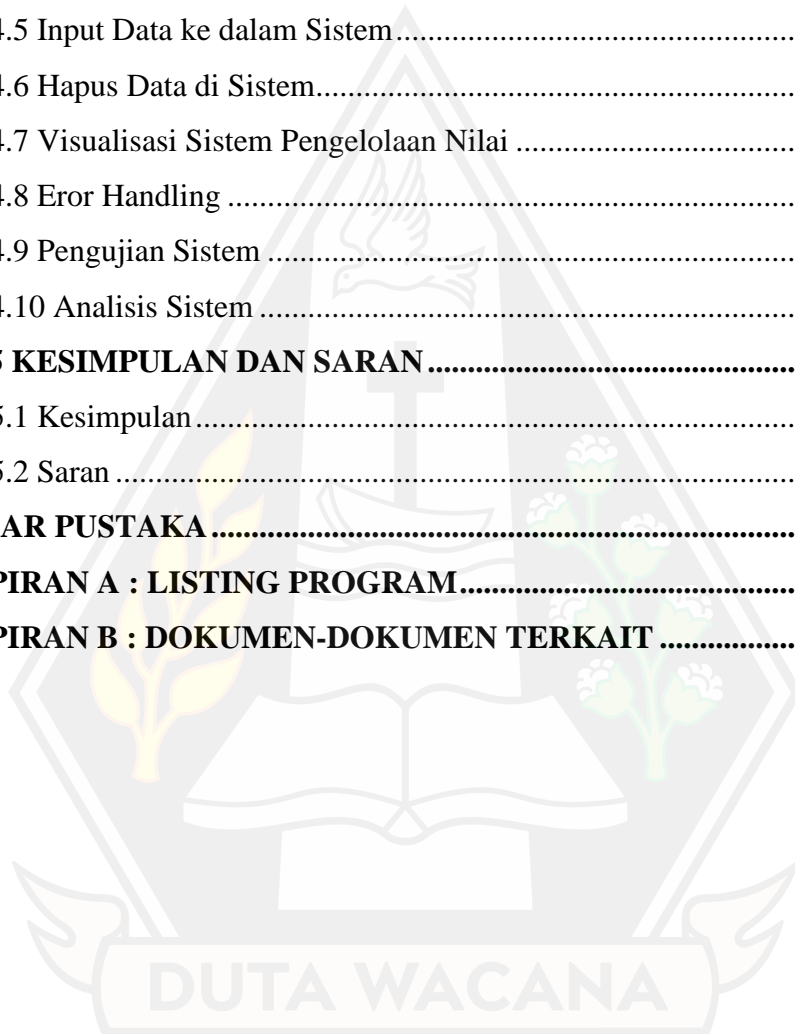 4.5 Input Data ke dalam Sistem................................................
4.6 Hapus Data di Sistem..........................................................
4.7 Visualisasi Sistem Pengelolaan Nilai ...................................
4.8 Eror Handling .......................................................................
4.9 Pengujian Sistem ..................................................................
4.10 Analisis Sistem ...................................................................
5 KESIMPULAN DAN SARAN..............................................
5.1 Kesimpulan...........................................................................
5.2 Saran .....................................................................................
AR PUSTAKA.........................................................................
PIRAN A : LISTING PROGRAM..........................................
PIRAN B : DOKUMEN-DOKUMEN TERKAIT .................
DUTA WACANA